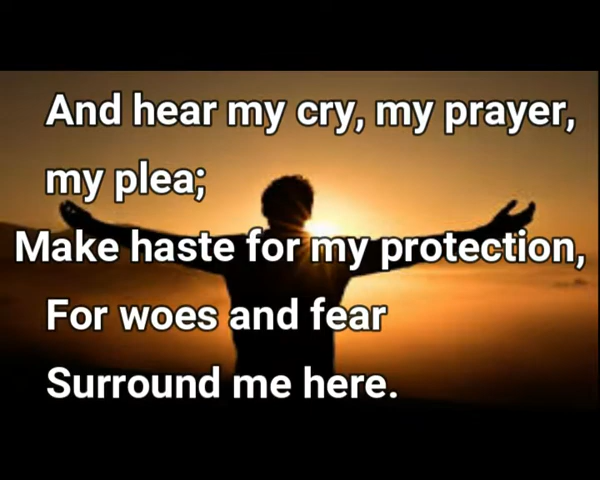 And hear my cry, my prayer,
my plea;
Make haste for my protection,
For woes and fear
Surround me here.